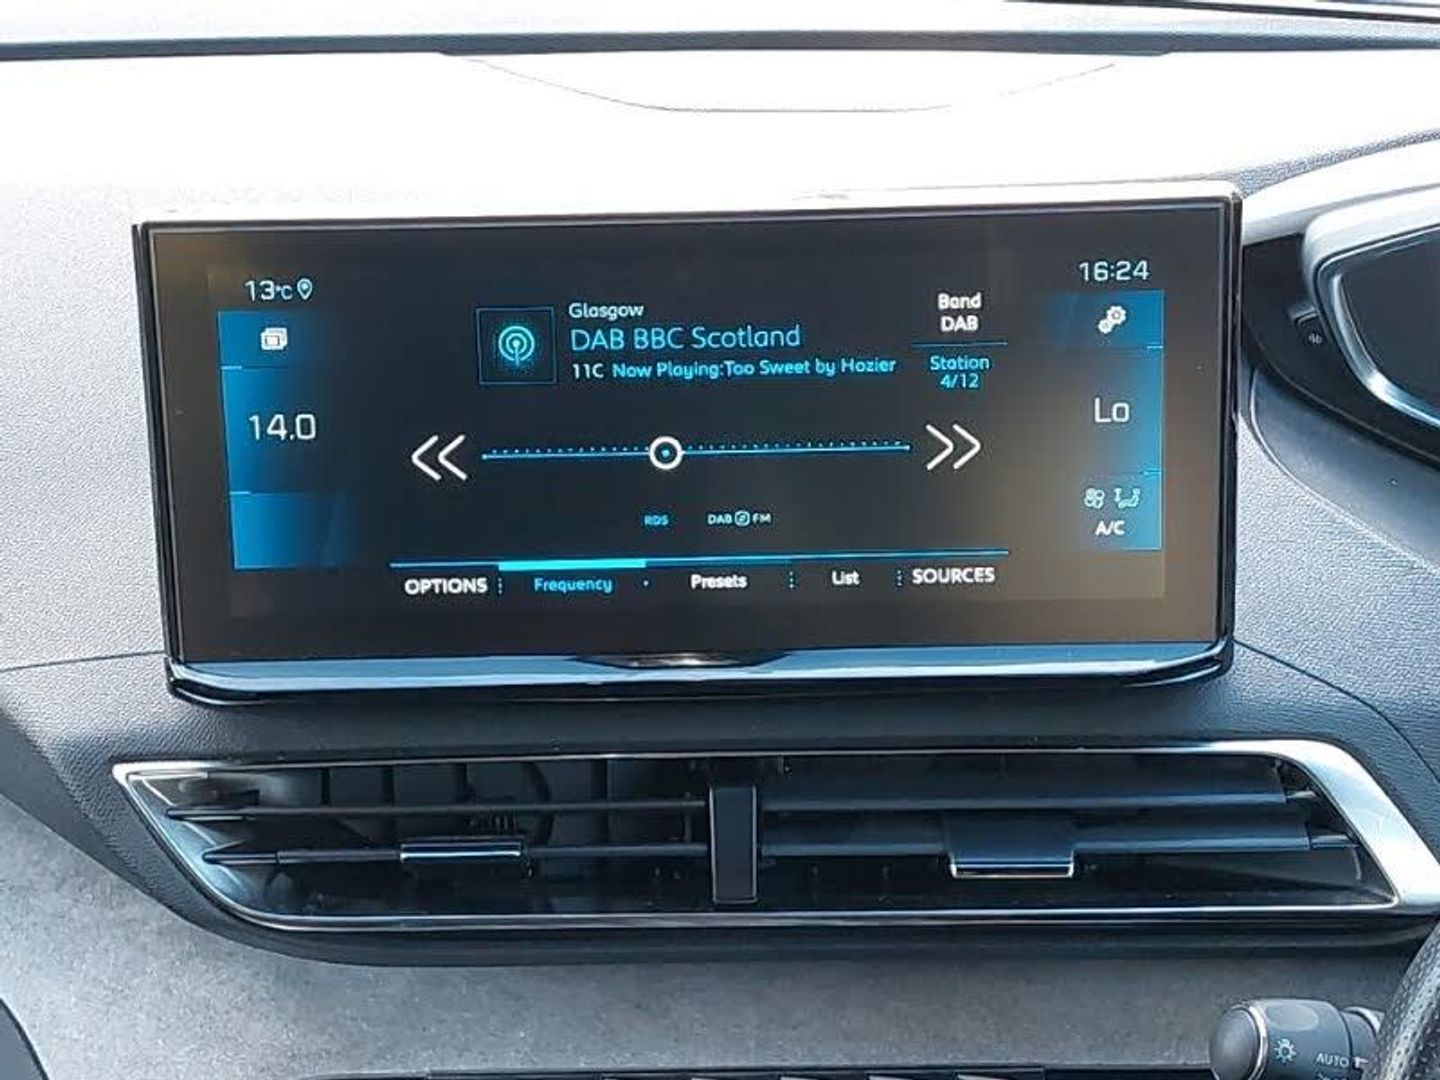 13°C
16:24
Glasgow
DAB BBC Scotland
11C Now Playing:Too Sweet by Hozier
Band
DAB
Station
4/12
14.0
Lo
RDS
DAB FM
A/C
OPTIONS
Frequency
Presets
List
SOURCES
AUTO